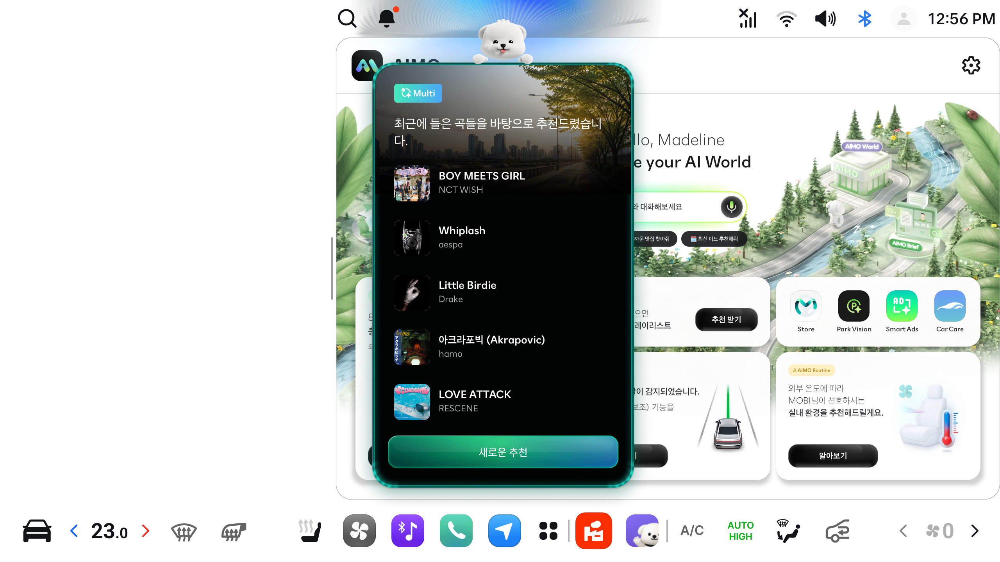 12:56 PM
AIMO
Multi
최근에 들은 곡들을 바탕으로 추천드렸습니
다.
BOY MEETS GIRL
NCT WISH
Whiplash
aespa
Little Birdie
Drake
아크라포빅 (Akrapovic)
hamo
LOVE ATTACK
RESCENE
새로운 추천
llo, Madeline
e your AI World
와 대화해보세요
까운 맛집 찾아줘
최신 미드 추천해줘
AIMO World
AIMO World
AIMO Brief
으면
레이리스트
추천 받기
Store
Park Vision
Smart Ads
Car Care
이 감지되었습니다.
보조) 기능을
기
AIMO Routine
외부 온도에 따라
MOBI님이 선호하시는
실내 환경을 추천해드릴게요.
알아보기
23.0
A/C
AUTO
HIGH
0